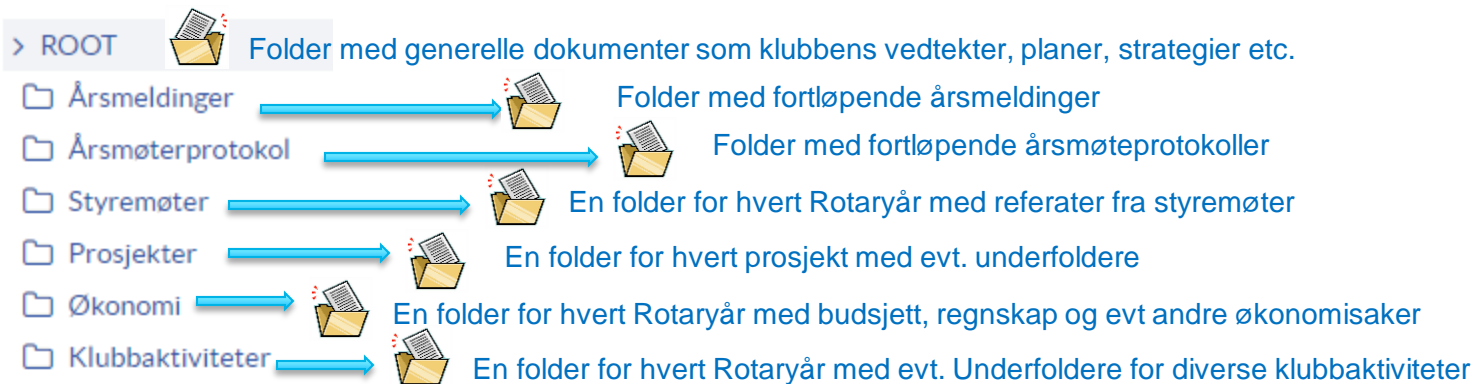 > ROOT Folder med generelle dokumenter som klubbens vedtekter, planer, strategier etc.
Årsmeldinger Folder med fortløpende årsmeldinger
Årsmøterprotokol Folder med fortløpende årsmøteprotokoller
Styremøter En folder for hvert Rotaryår med referater fra styremøter
Prosjekter En folder for hvert prosjekt med evt. underfoldere
Økonomi En folder for hvert Rotaryår med budsjett, regnskap og evt andre økonomisaker
Klubbaktiviteter En folder for hvert Rotaryår med evt. Underfoldere for diverse klubbaktiviteter